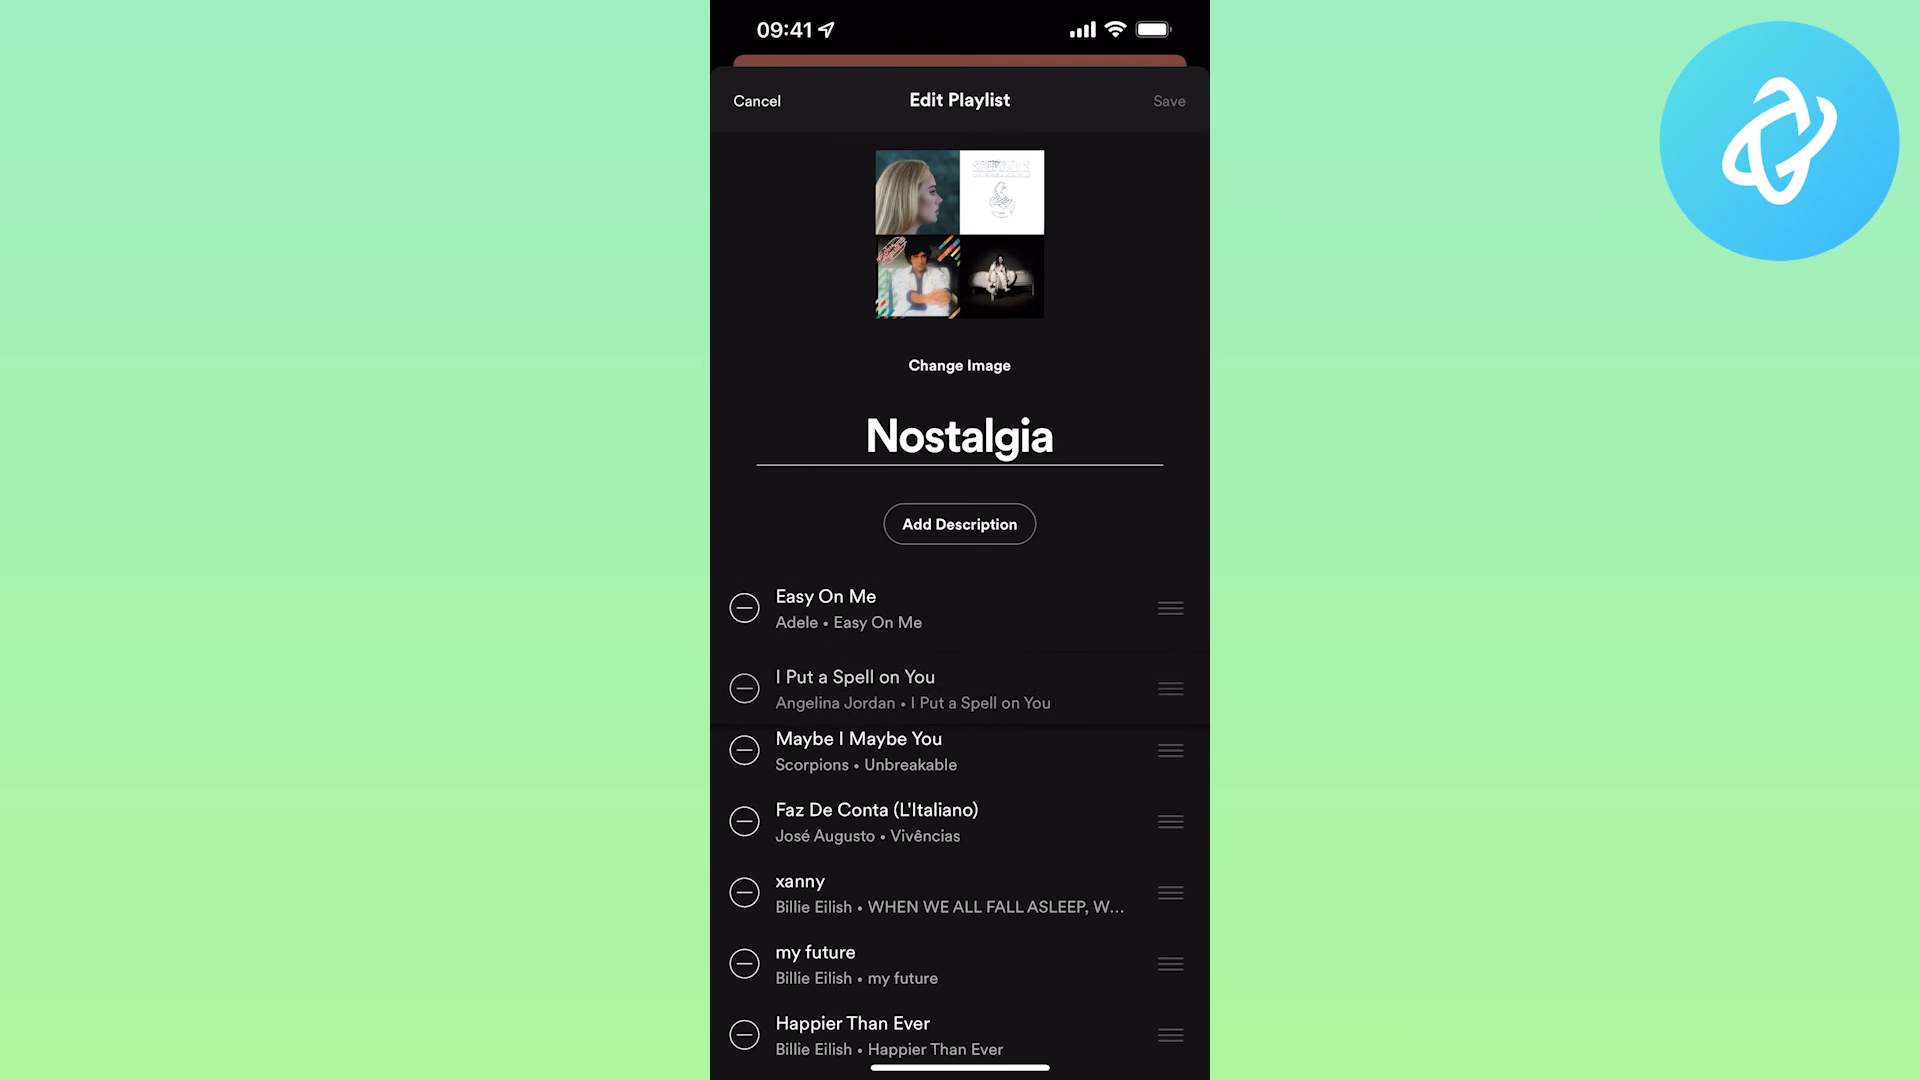 09:41
Cancel
Edit Playlist
Save
Change Image
Nostalgia
Add Description
Easy On Me
Adele • Easy On Me
I Put a Spell on You
Angelina Jordan • I Put a Spell on You
Maybe I Maybe You
Scorpions • Unbreakable
Faz De Conta (L'Italiano)
José Augusto • Vivências
xanny
Billie Eilish • WHEN WE ALL FALL ASLEEP, W...
my future
Billie Eilish • my future
Happier Than Ever
Billie Eilish • Happier Than Ever